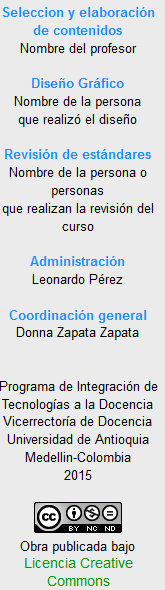 Seleccion y elaboración
de contenidos
Nombre del profesor
Diseño Gráfico
Nombre de la persona
que realizó el diseño
Revisión de estándares
Nombre de la persona o
personas
que realizan la revisión del
curso
Administración
Leonardo Pérez
Coordinación general
Donna Zapata Zapata
Programa de Integración de
Tecnologías a la Docencia
Vicerrectoría de Docencia
Universidad de Antioquia
Medellin-Colombia
2015
cc BY NC ND
Obra publicada bajo
Licencia Creative
Commons